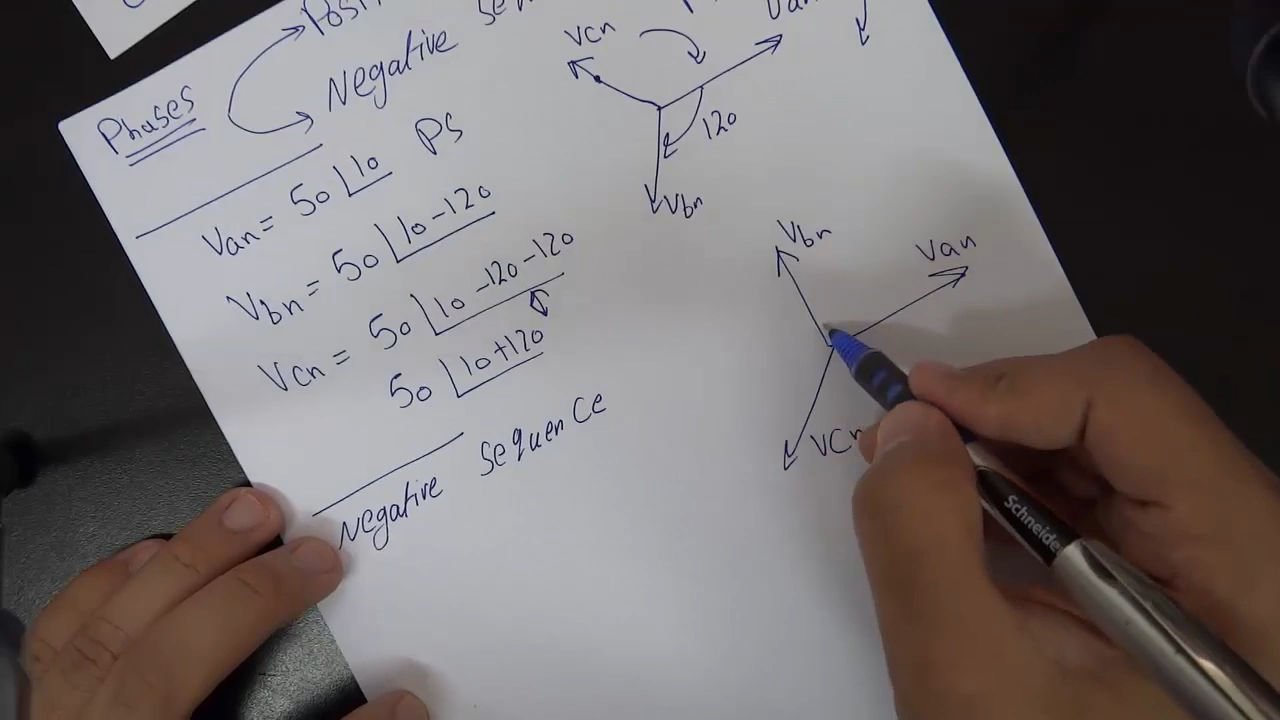 Negative
Phases
PS
Van = 50 ∠10
Vbn = 50 ∠10-120
Vcn = 50 ∠10-120-120
50 ∠10+120
Negative Sequence
Vcn
Van
120
Vbn
Vbn
Van
VCn
Schneider